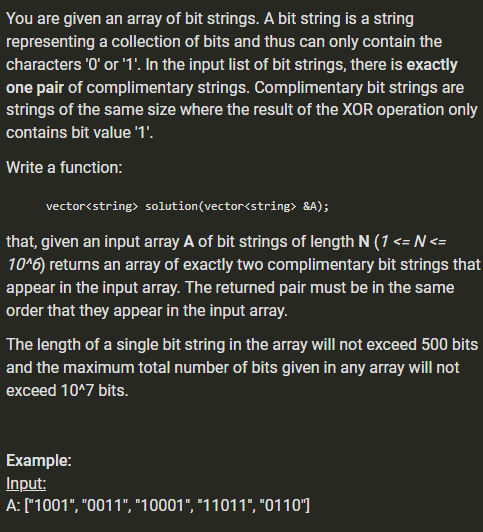 You are given an array of bit strings. A bit string is a string
representing a collection of bits and thus can only contain the
characters '0' or '1'. In the input list of bit strings, there is exactly
one pair of complimentary strings. Complimentary bit strings are
strings of the same size where the result of the XOR operation only
contains bit value '1'.
Write a function:
vector<string> solution(vector<string> &A);
that, given an input array A of bit strings of length N (1 <= N <=
10^6) returns an array of exactly two complimentary bit strings that
appear in the input array. The returned pair must be in the same
order that they appear in the input array.
The length of a single bit string in the array will not exceed 500 bits
and the maximum total number of bits given in any array will not
exceed 10^7 bits.
Example:
Input:
A: ["1001", "0011", "10001", "11011", "0110"]